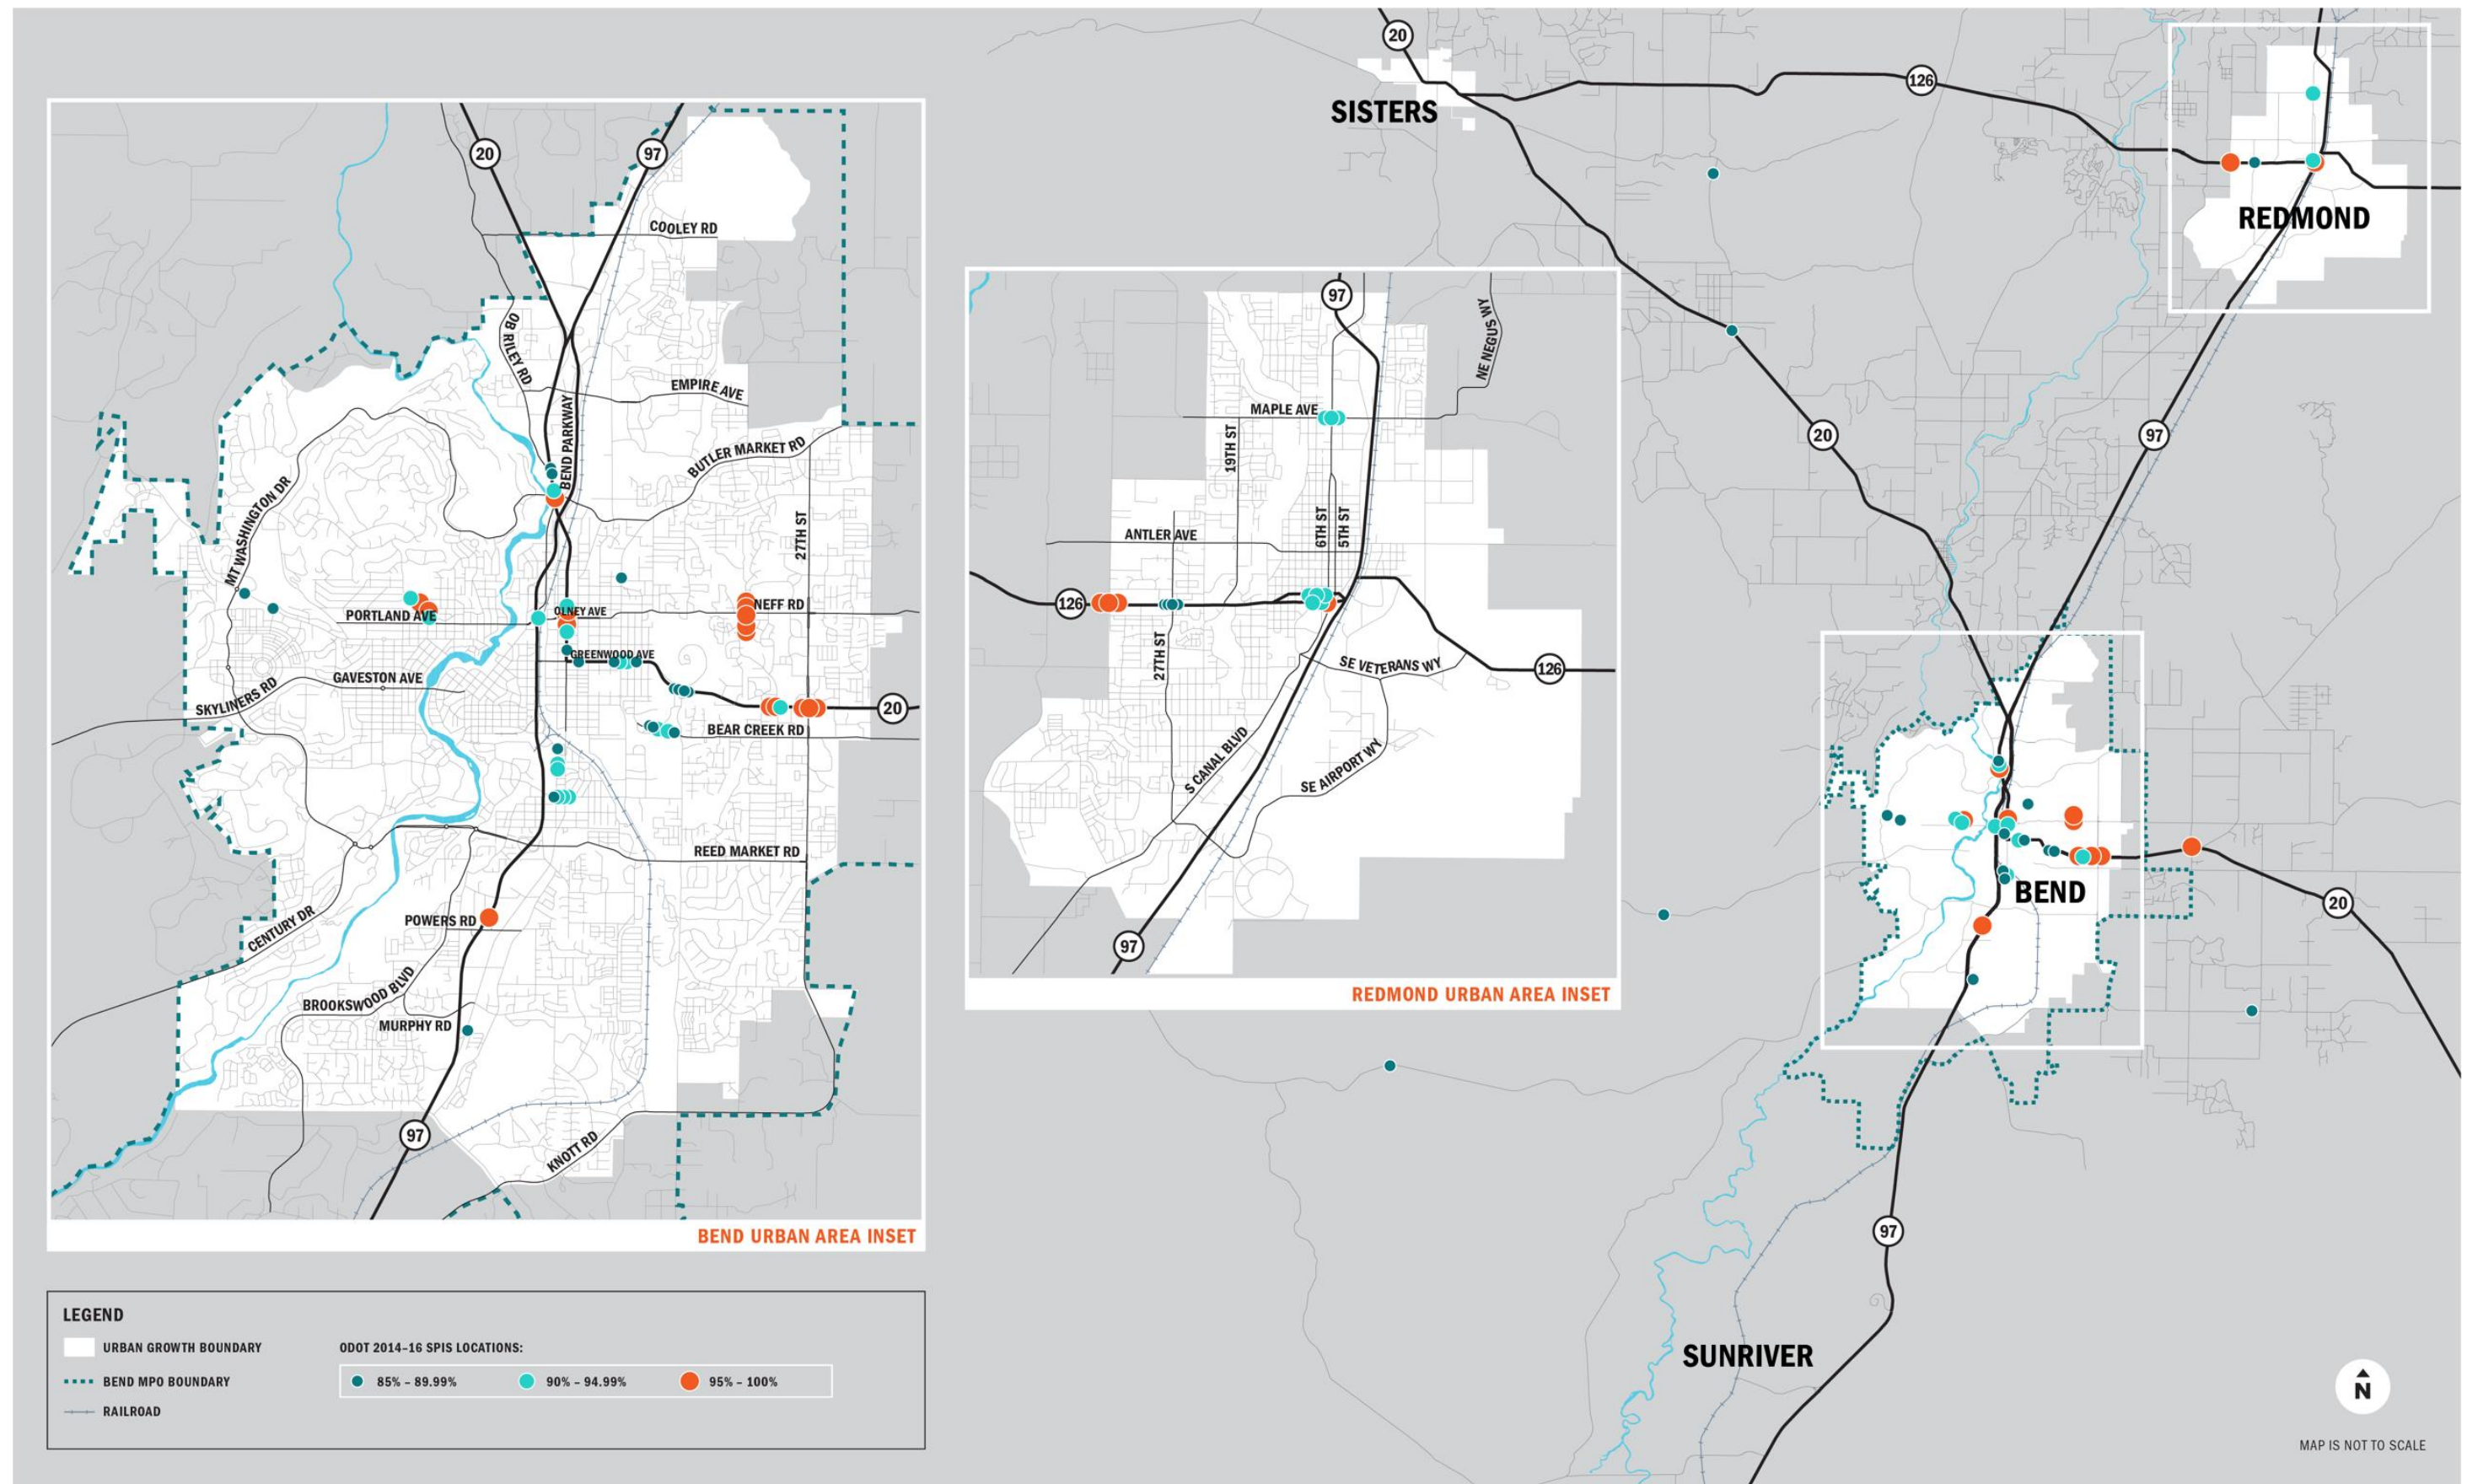 20
97
COOLEY RD
OB RILEY RD
EMPIRE AVE
BEND PARKWAY
BUTLER MARKET RD
MT WASHINGTON DR
27TH ST
NEFF RD
OLNEY AVE
PORTLAND AVE
GREENWOOD AVE
GAVESTON AVE
SKYLINERS RD
20
BEAR CREEK RD
REED MARKET RD
POWERS RD
CENTURY DR
BROOKSWOOD BLVD
MURPHY RD
97
KNOTT RD
BEND URBAN AREA INSET
LEGEND
URBAN GROWTH BOUNDARY
BEND MPO BOUNDARY
RAILROAD
ODOT 2014-16 SPIS LOCATIONS:
85% – 89.99%
90% – 94.99%
95% – 100%
97
NE NEGUS WY
MAPLE AVE
19TH ST
6TH ST
5TH ST
ANTLER AVE
126
27TH ST
SE VETERANS WY
126
S CANAL BLVD
SE AIRPORT WY
97
REDMOND URBAN AREA INSET
20
SISTERS
126
REDMOND
20
97
BEND
20
97
SUNRIVER
N
MAP IS NOT TO SCALE